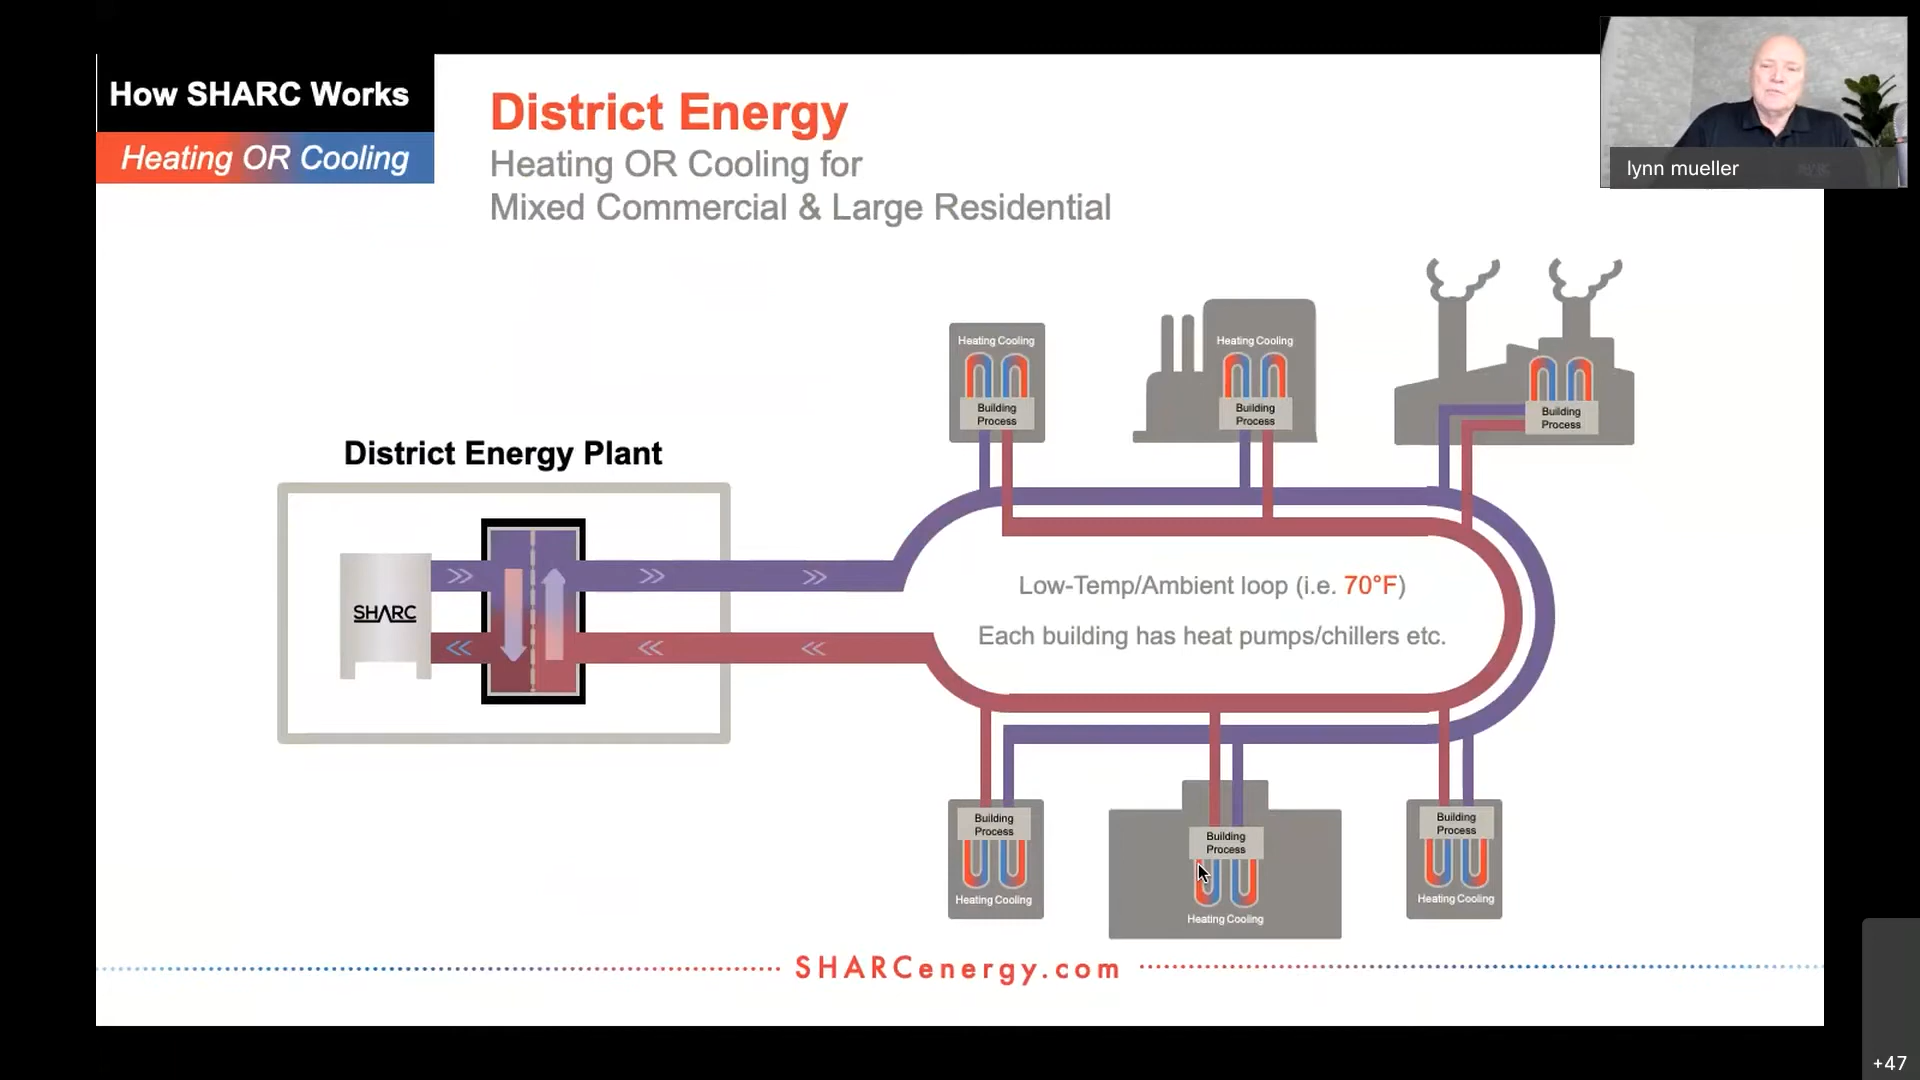 How SHARC Works
Heating OR Cooling
District Energy
Heating OR Cooling for
Mixed Commercial & Large Residential
lynn mueller
Heating Cooling
Building
Process
Heating Cooling
Building
Process
Building
Process
District Energy Plant
SHARC
Low-Temp/Ambient loop (i.e. 70°F)
Each building has heat pumps/chillers etc.
Building
Process
Heating Cooling
Building
Process
Heating Cooling
Building
Process
Heating Cooling
SHARCenergy.com
+47